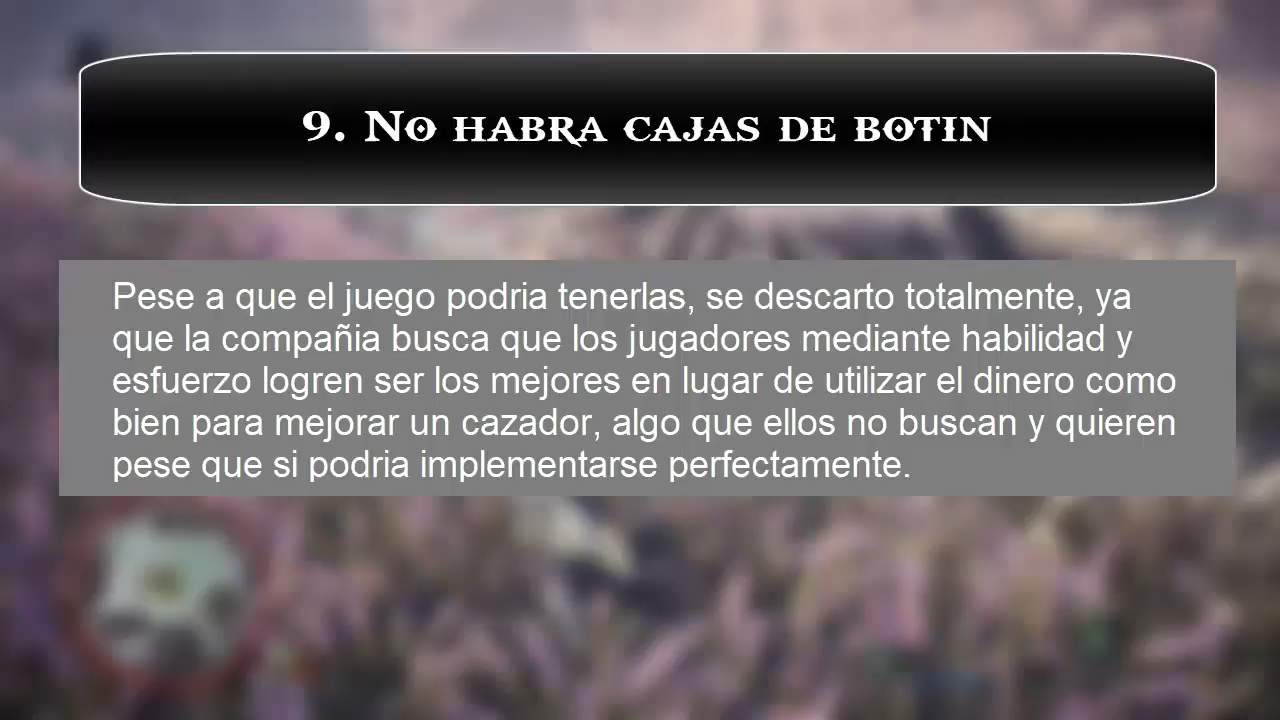 9. No habra cajas de botin
Pese a que el juego podria tenerlas, se descarto totalmente, ya
que la compañia busca que los jugadores mediante habilidad y
esfuerzo logren ser los mejores en lugar de utilizar el dinero como
bien para mejorar un cazador, algo que ellos no buscan y quieren
pese que si podria implementarse perfectamente.